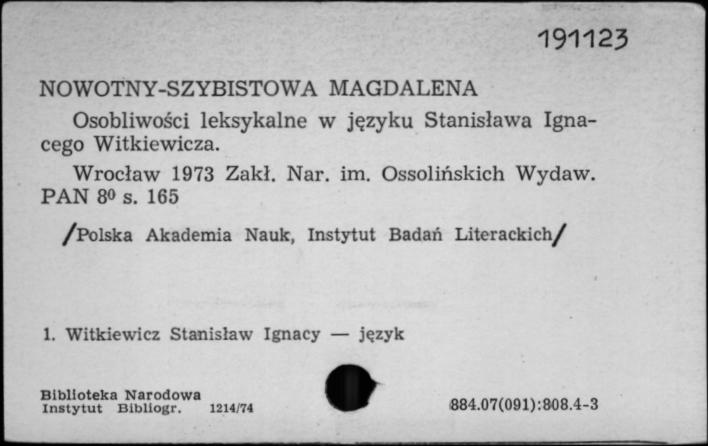 191123
NOWOTNY-SZYBISTOWA MAGDALENA
Osobliwości leksykalne w języku Stanisława Igna-
cego Witkiewicza.
Wrocław 1973 Zakł. Nar. im. Ossolińskich Wydaw.
PAN 8⁰ s. 165
/Polska Akademia Nauk, Instytut Badań Literackich/
1. Witkiewicz Stanisław Ignacy — język
Biblioteka Narodowa
Instytut Bibliogr. 1214/74
884.07(091):808.4-3